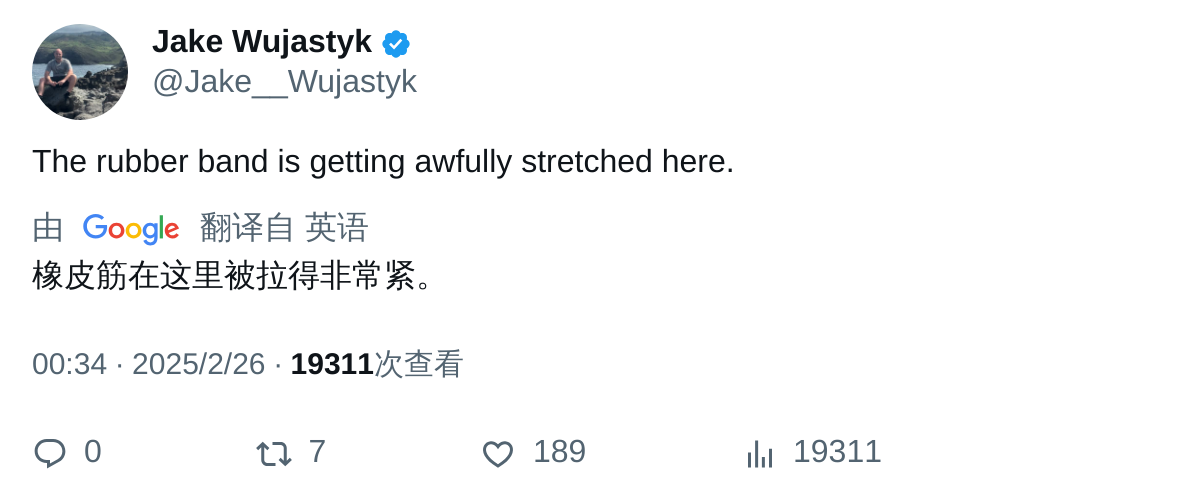 Jake Wujastyk
@Jake__Wujastyk
The rubber band is getting awfully stretched here.
由 Google 翻译自 英语
橡皮筋在这里被拉得非常紧。
00:34 · 2025/2/26 · 19311次查看
0 7 189 19311